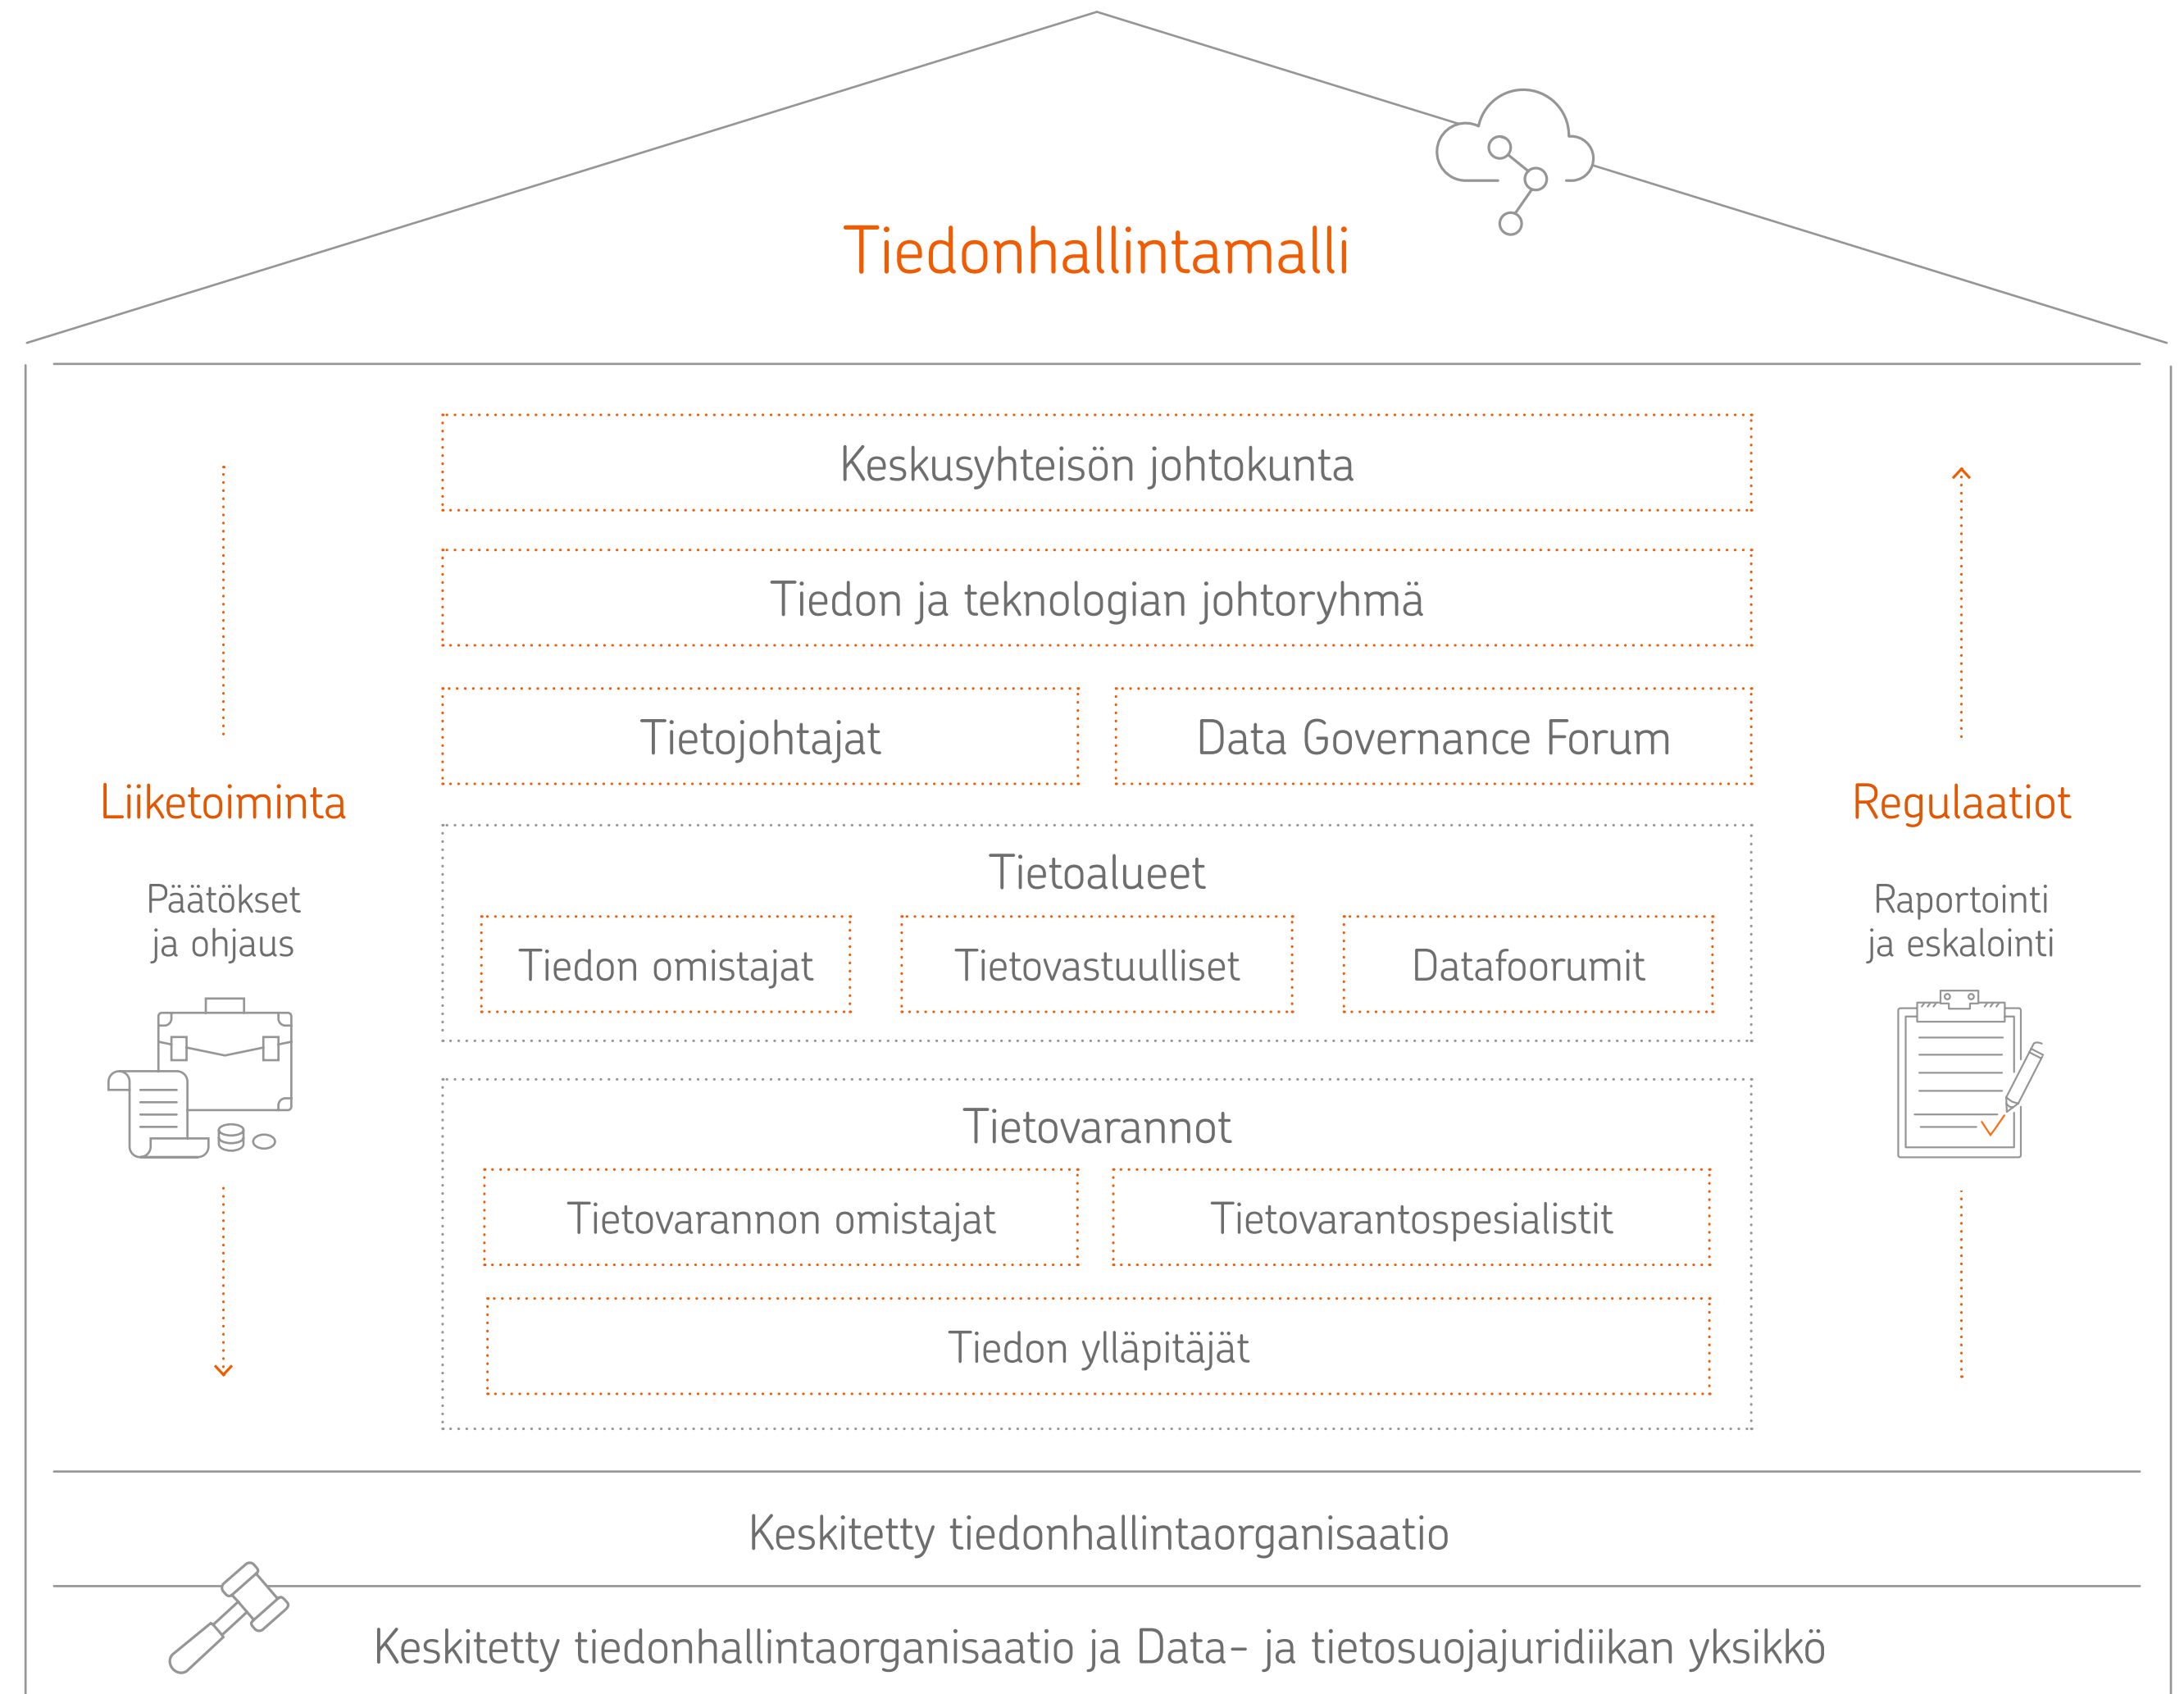 Tiedonhallintamalli
Keskusyhteisön johtokunta
Tiedon ja teknologian johtoryhmä
Tietojohtajat
Data Governance Forum
Liiketoiminta
Päätökset
ja ohjaus
Regulaatiot
Raportointi
ja eskalointi
Tietoalueet
Tiedon omistajat
Tietovastuulliset
Datafoorumit
Tietovarannot
Tietovarannon omistajat
Tietovarantospesialistit
Tiedon ylläpitäjät
Keskitetty tiedonhallintaorganisaatio
Keskitetty tiedonhallintaorganisaatio ja Data- ja tietosuojajuridiikan yksikkö